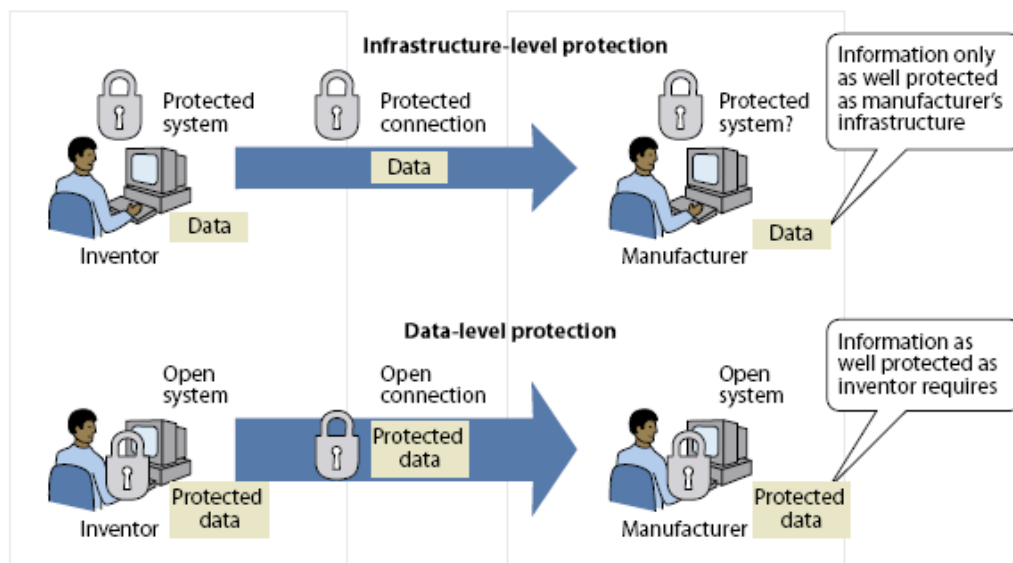 Infrastructure-level protection
Protected
system
Protected
connection
Protected
system?
Information only
as well protected
as manufacturer's
infrastructure
Data
Data
Data
Inventor
Manufacturer
Data-level protection
Open
system
Open
connection
Open
system
Information as
well protected as
inventor requires
Protected
data
Protected
data
Protected
data
Inventor
Manufacturer